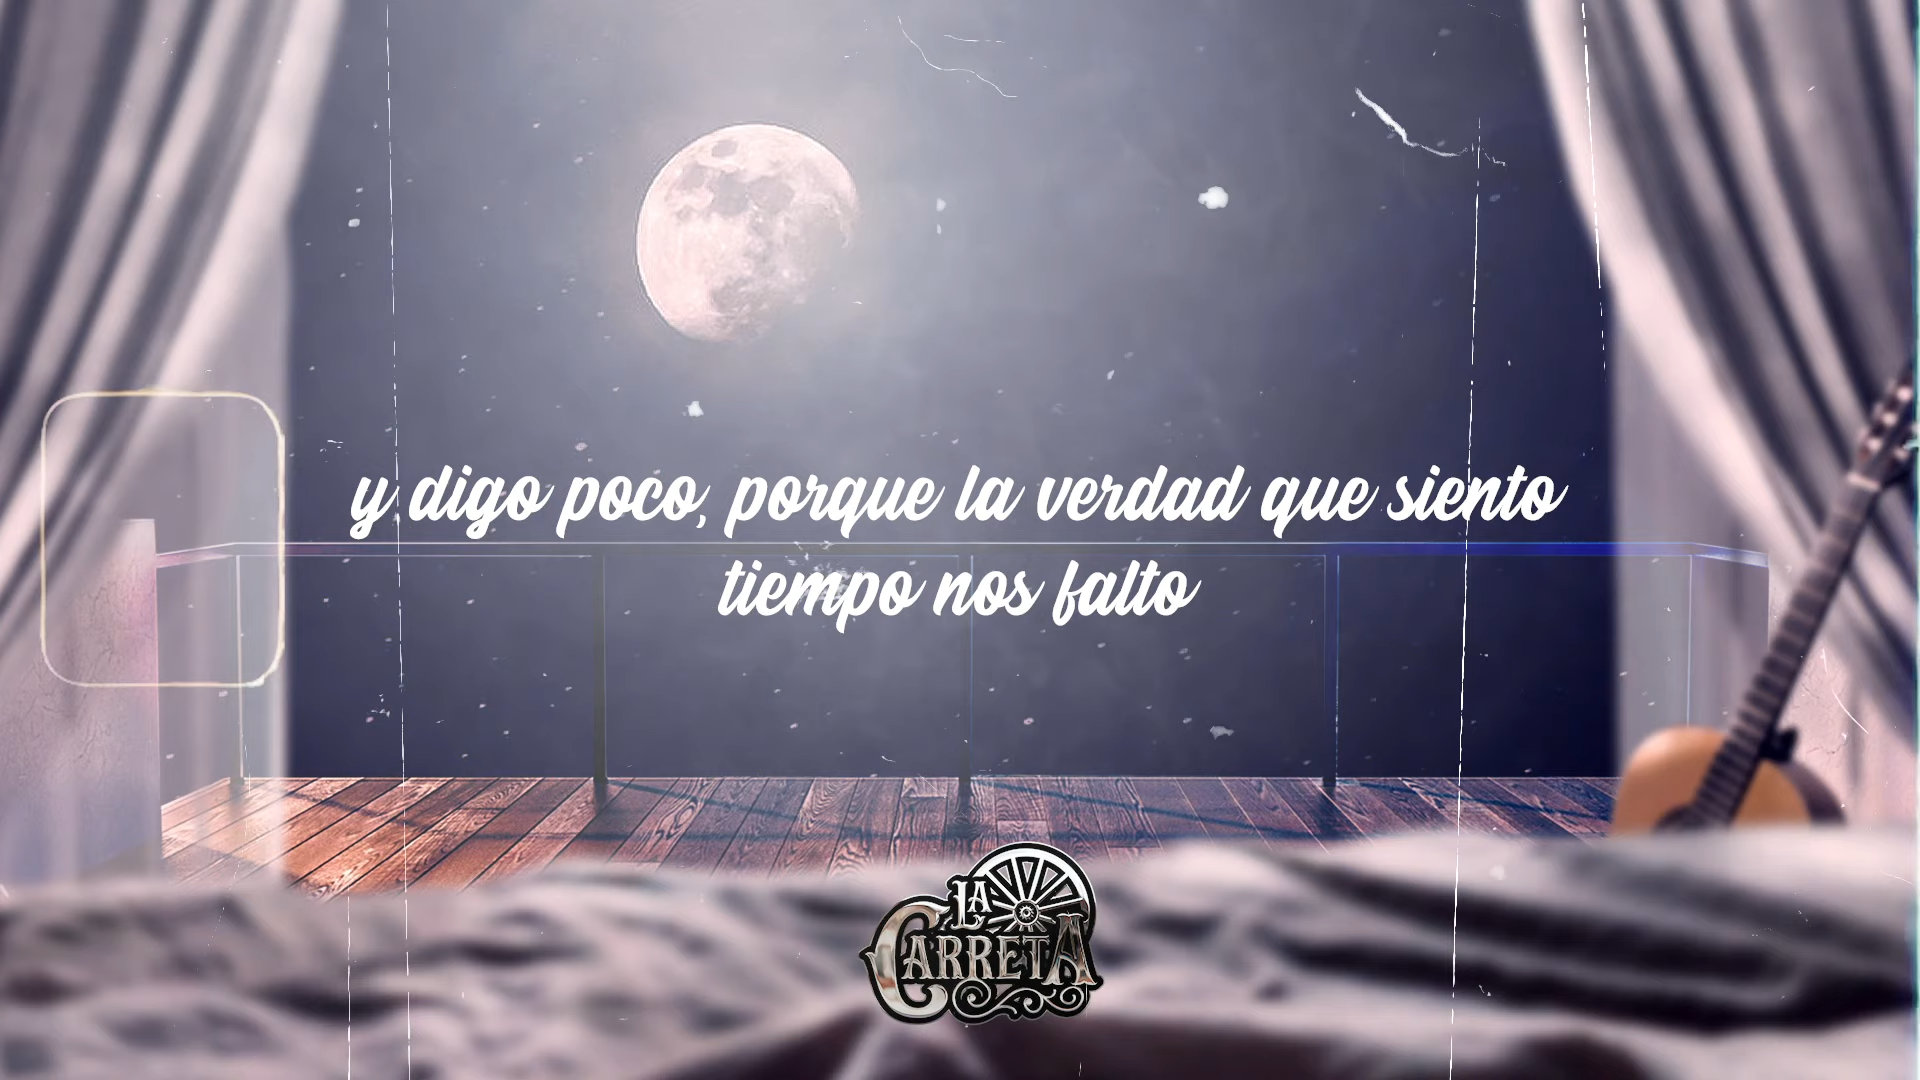 y digo poco, porque la verdad que siento
tiempo nos falto
LA
CARRETA